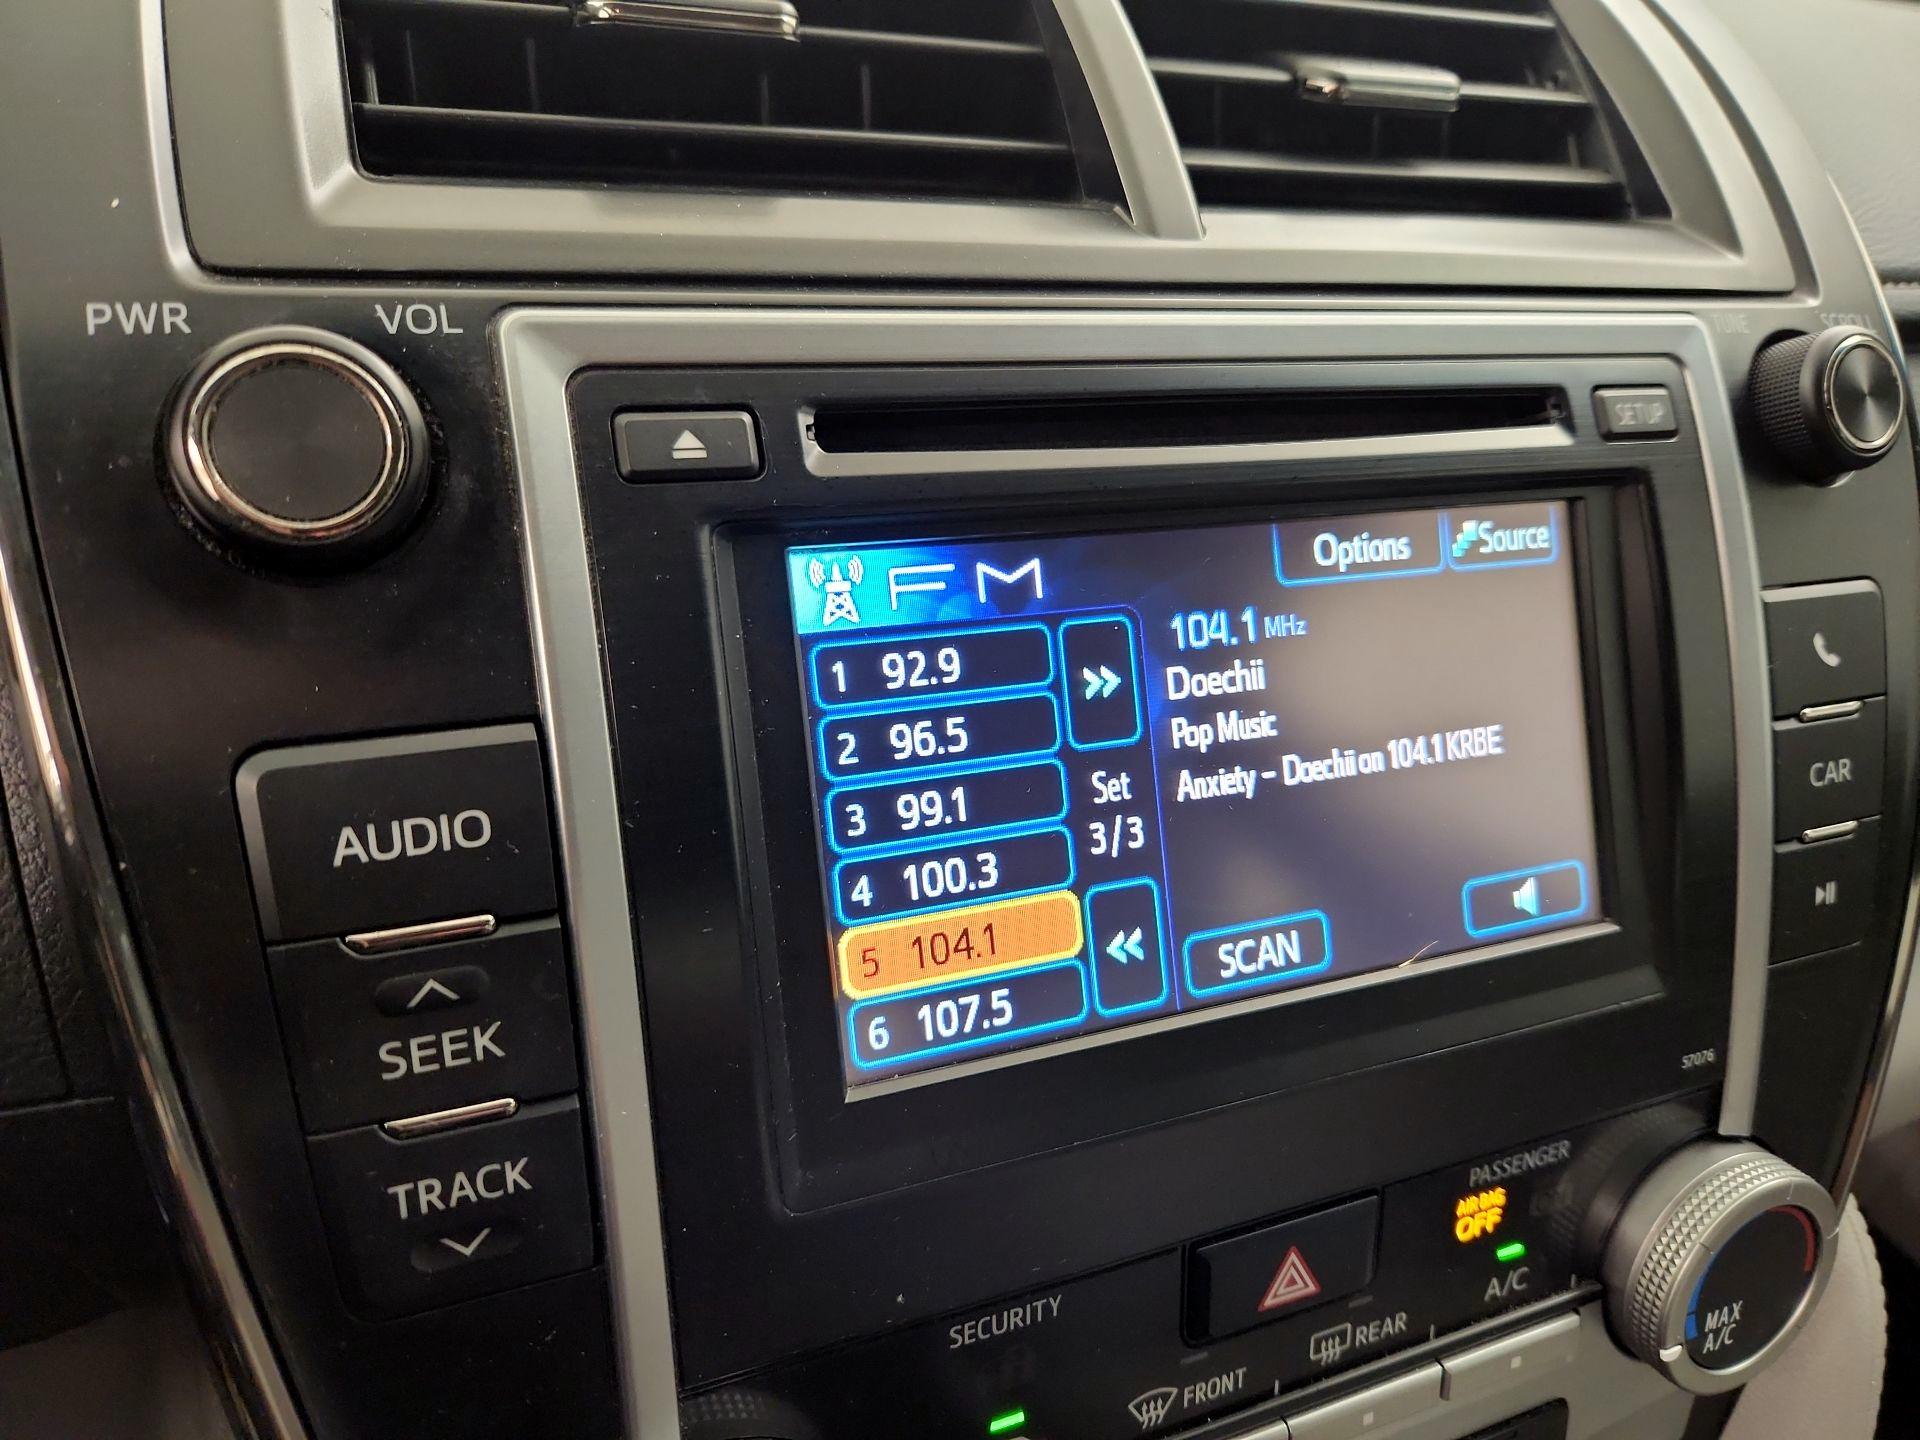 PWR
VOL
TUNE
SCROLL
SETUP
FM
Options
Source
1 92.9
2 96.5
3 99.1
4 100.3
5 104.1
6 107.5
Set
3/3
104.1 MHz
Doechii
Pop Music
Anxiety - Doechii on 104.1 KRBE
SCAN
AUDIO
SEEK
TRACK
CAR
57076
PASSENGER
AIR BAG
OFF
A/C
SECURITY
REAR
FRONT
MAX
A/C